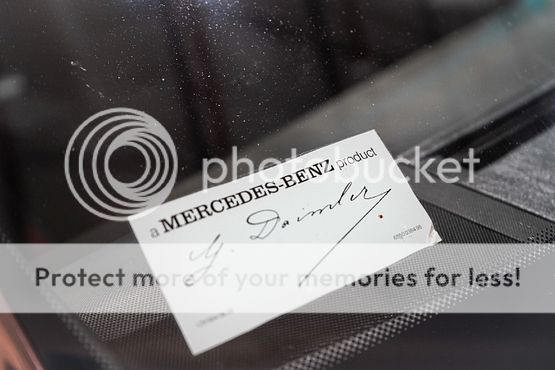 photobucket
a MERCEDES-BENZ product
G. Daimler
Protect more of your memories for less!